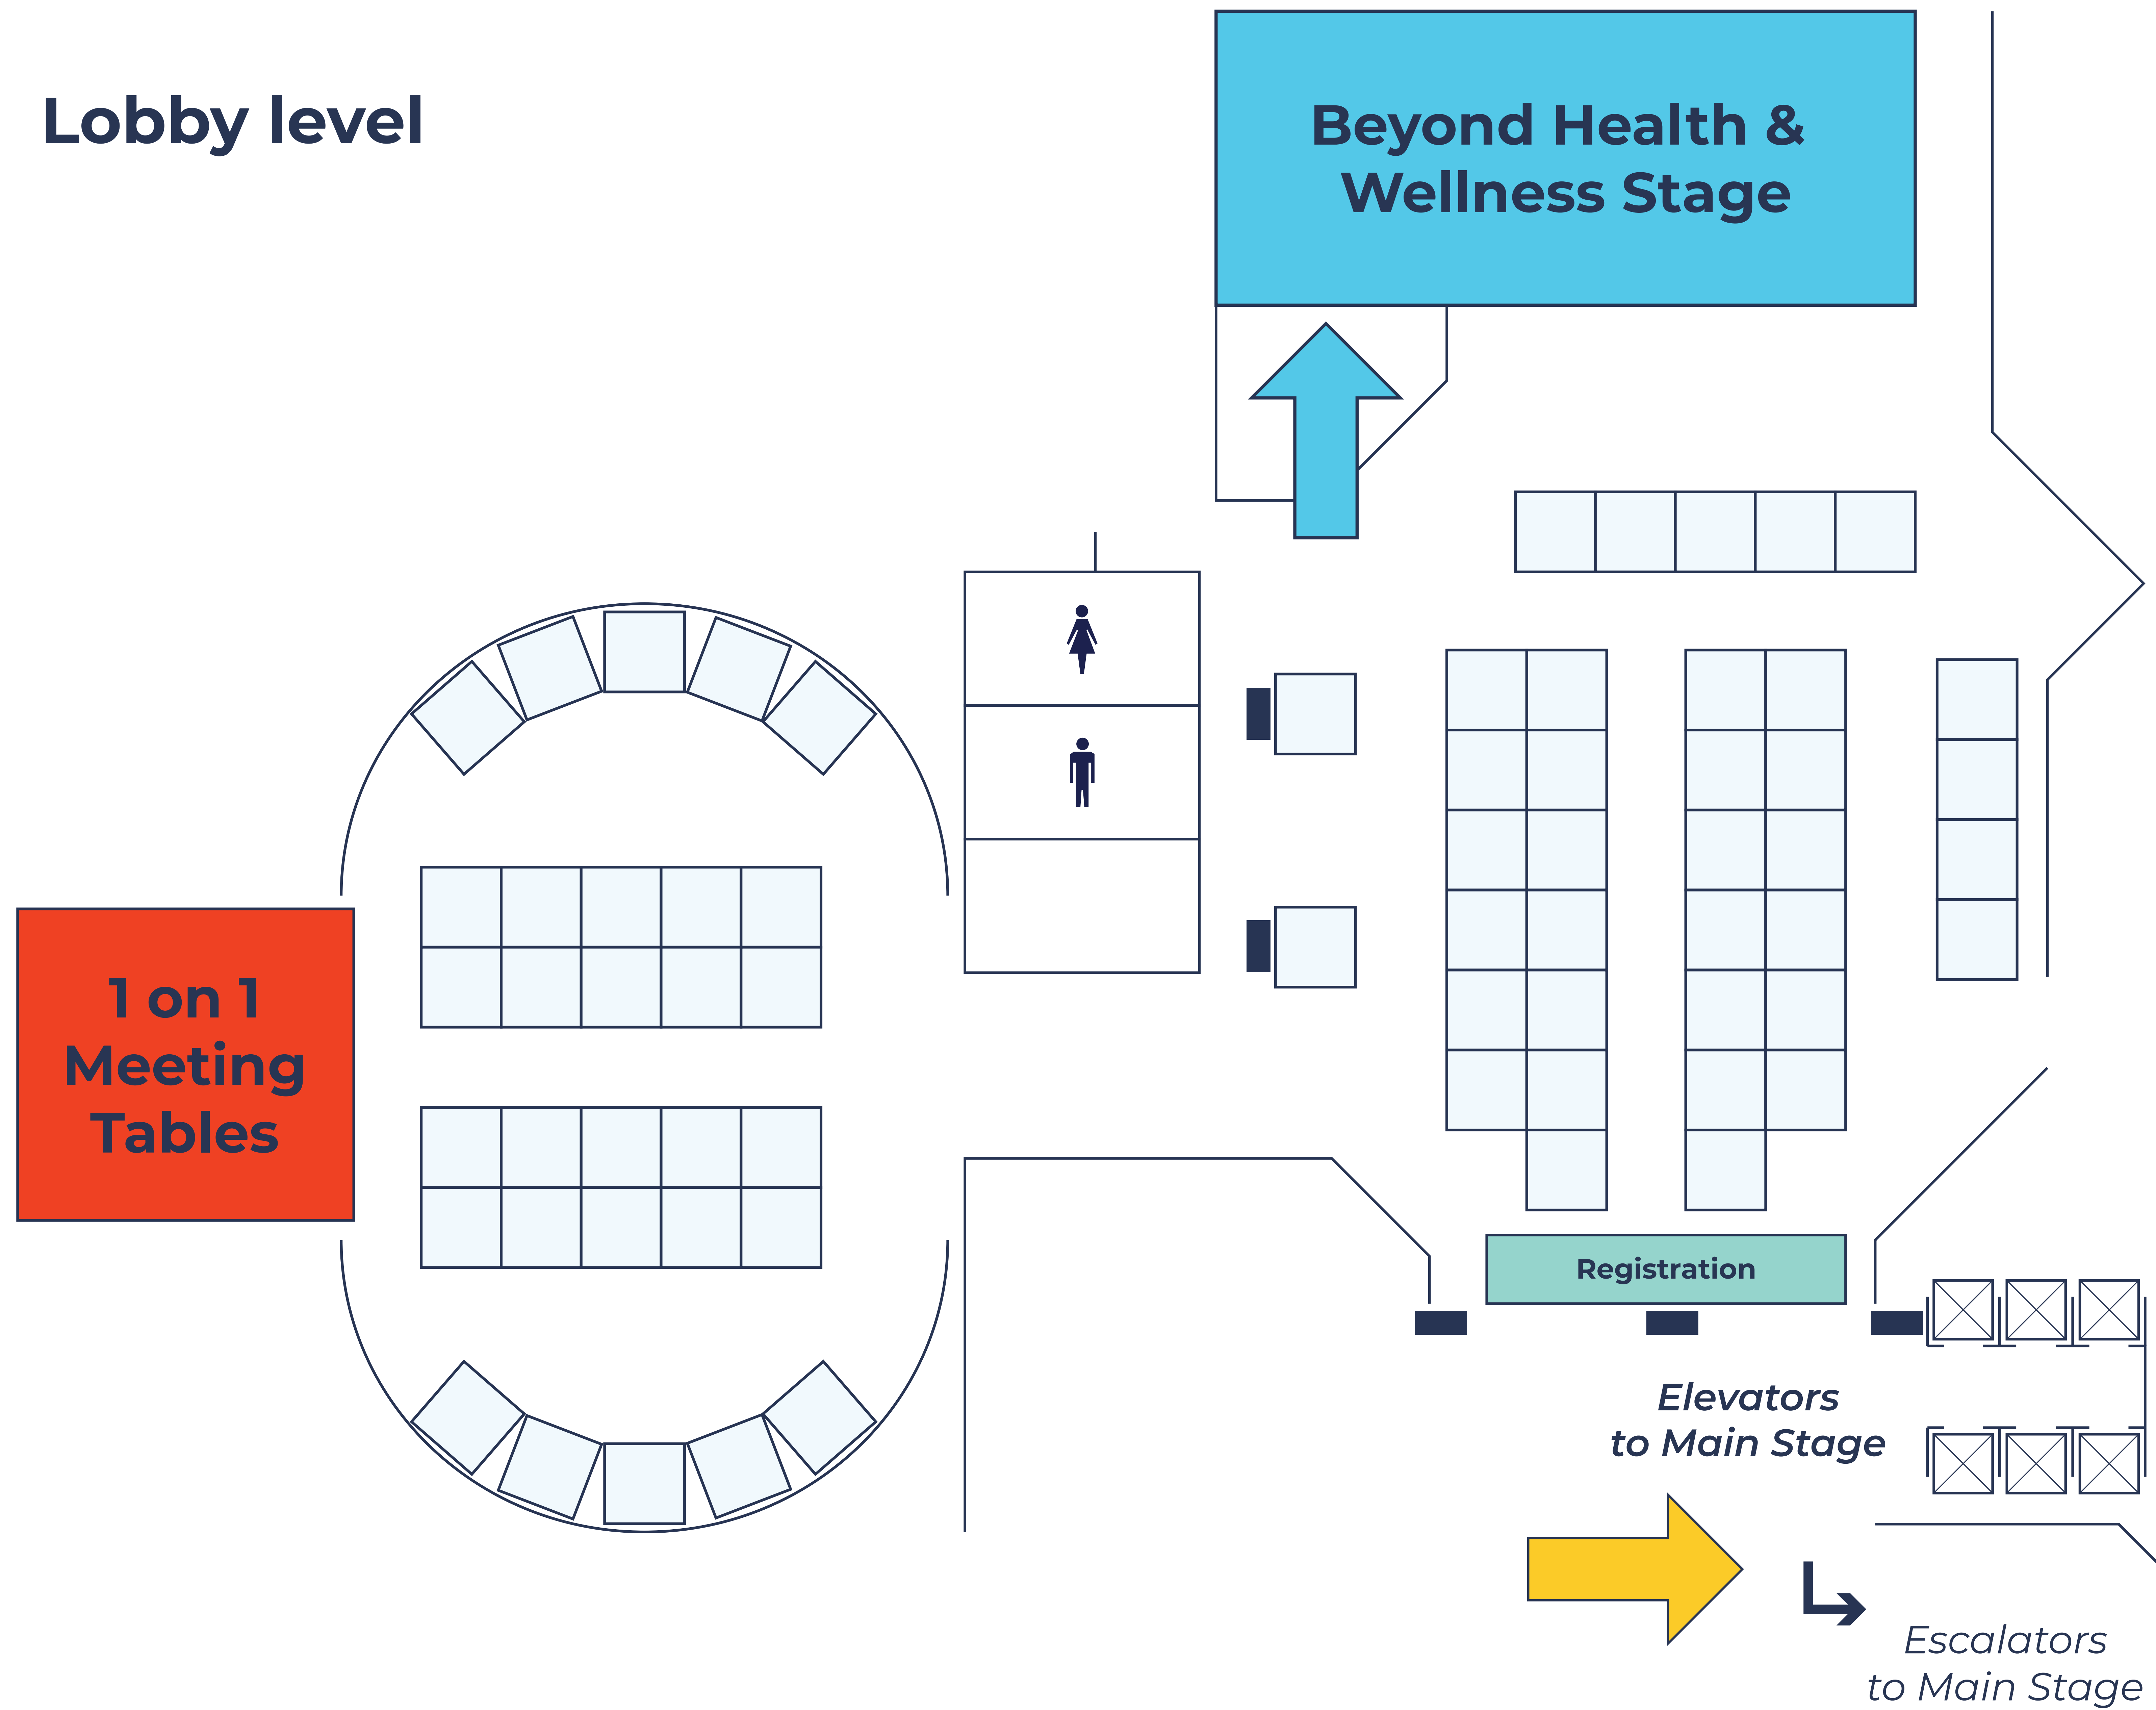 Lobby level
Beyond Health &
Wellness Stage
1 on 1
Meeting
Tables
Registration
Elevators
to Main Stage
Escalators
to Main Stage